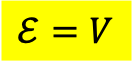 ℰ = V